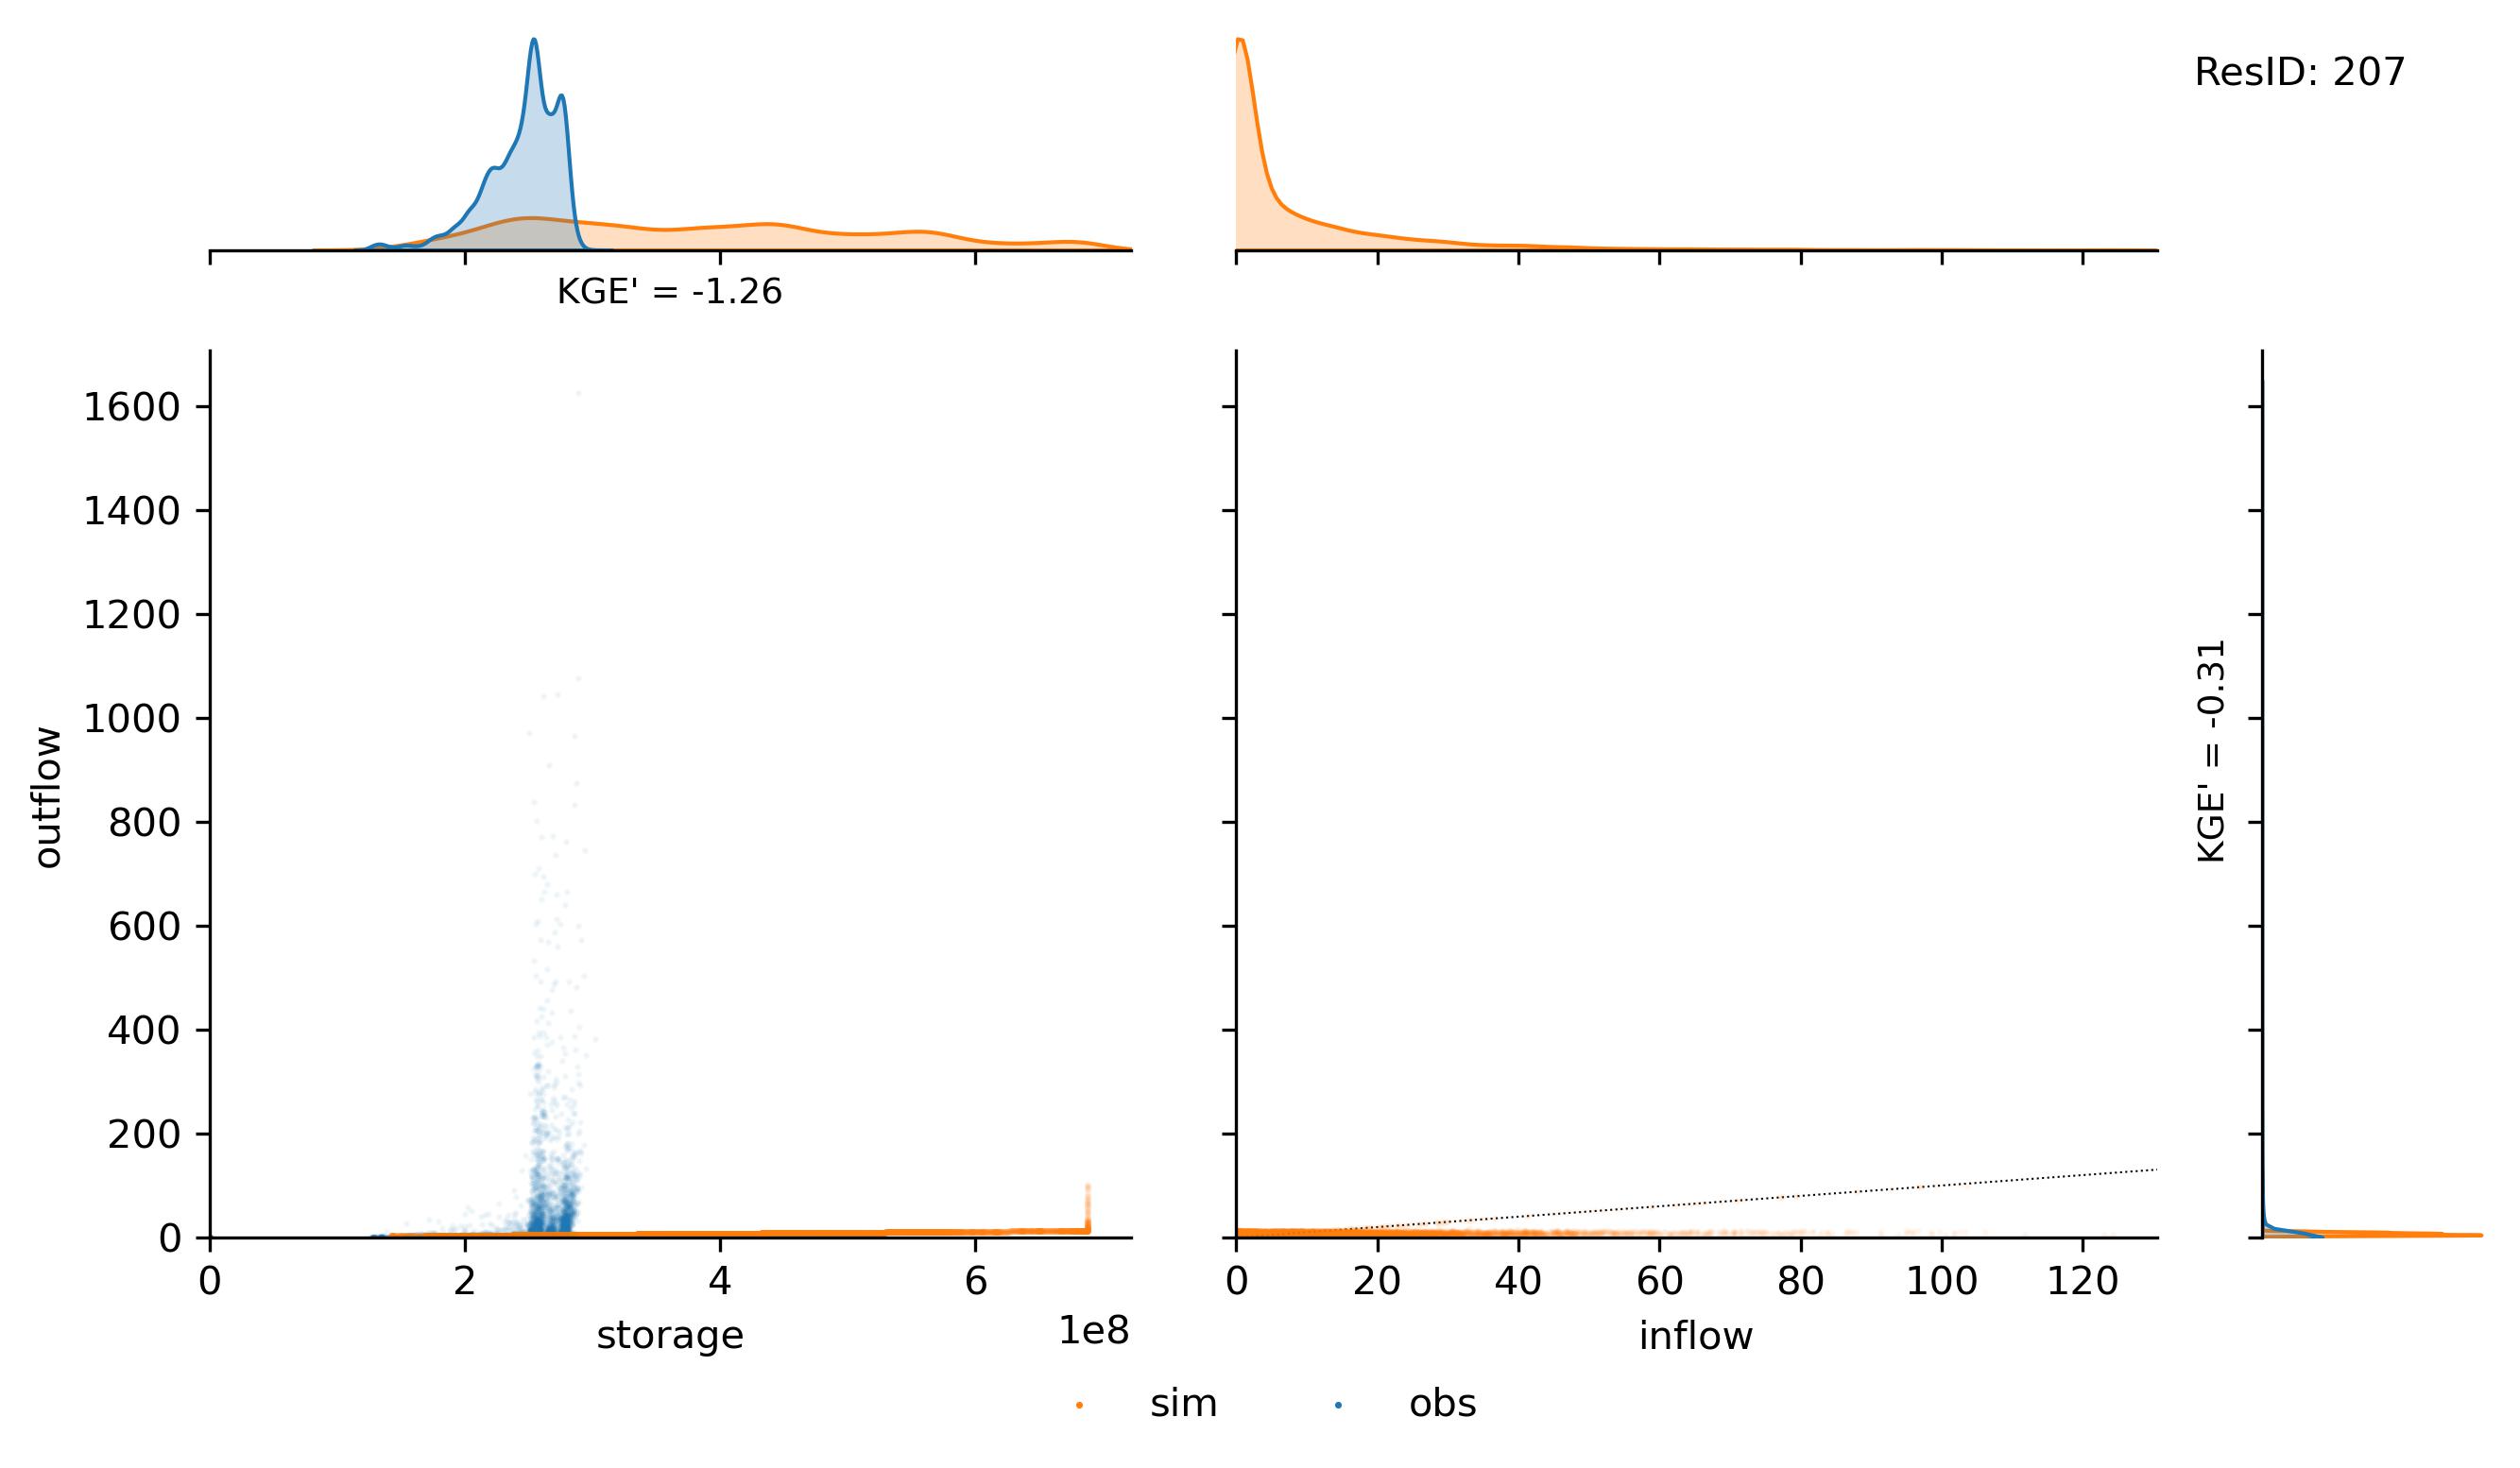 ResID: 207
KGE' = -1.26
outflow
1600
1400
1200
1000
800
600
400
200
0
KGE' = -0.31
0 2 4 6
1e8
storage
0 20 40 60 80 100 120
inflow
sim obs